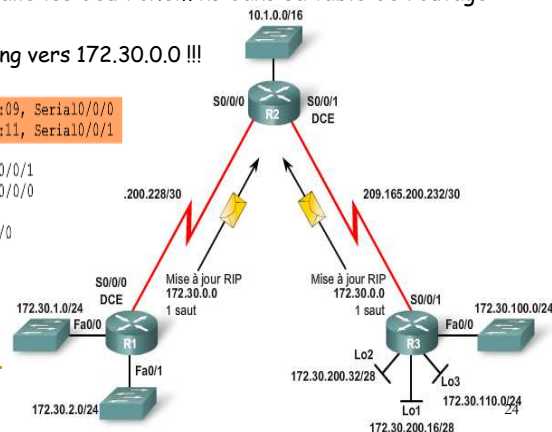 dans sa table de routage
ng vers 172.30.0.0 !!!
:09, Serial0/0/0
:11, Serial0/0/1
0/0/1
0/0/0
/0
10.1.0.0/16
S0/0/0
S0/0/1
DCE
R2
.200.228/30
209.165.200.232/30
Mise à jour RIP
172.30.0.0
1 saut
Mise à jour RIP
172.30.0.0
1 saut
S0/0/0
DCE
S0/0/1
172.30.1.0/24
Fa0/0
R1
Fa0/1
172.30.2.0/24
172.30.100.0/24
Fa0/0
R3
Lo2
Lo3
172.30.200.32/28
172.30.110.0/24
Lo1
172.30.200.16/28
24